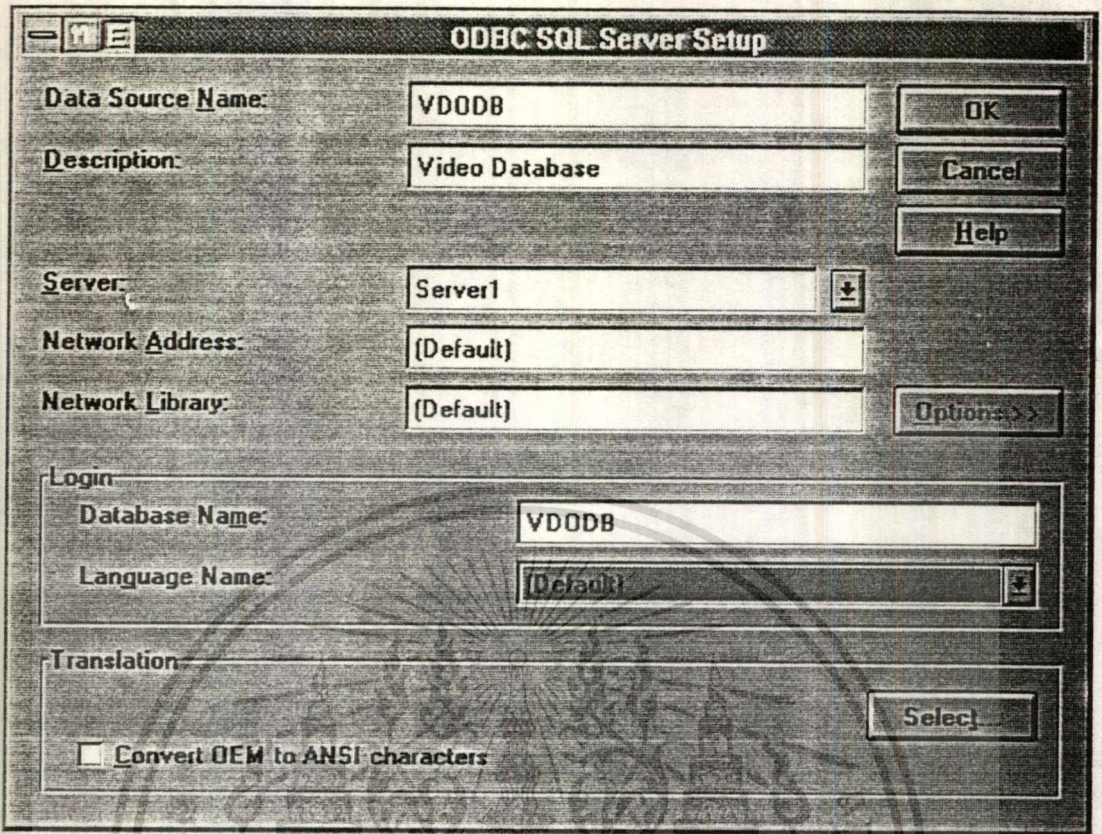 ODBC SQL Server Setup
Data Source Name: VDODB OK
Description: Video Database Cancel
Help
Server: Server1
Network Address: (Default)
Network Library: (Default) Options >>
Login
Database Name: VDODB
Language Name: (Default)
Translation
Select...
Convert OEM to ANSI characters